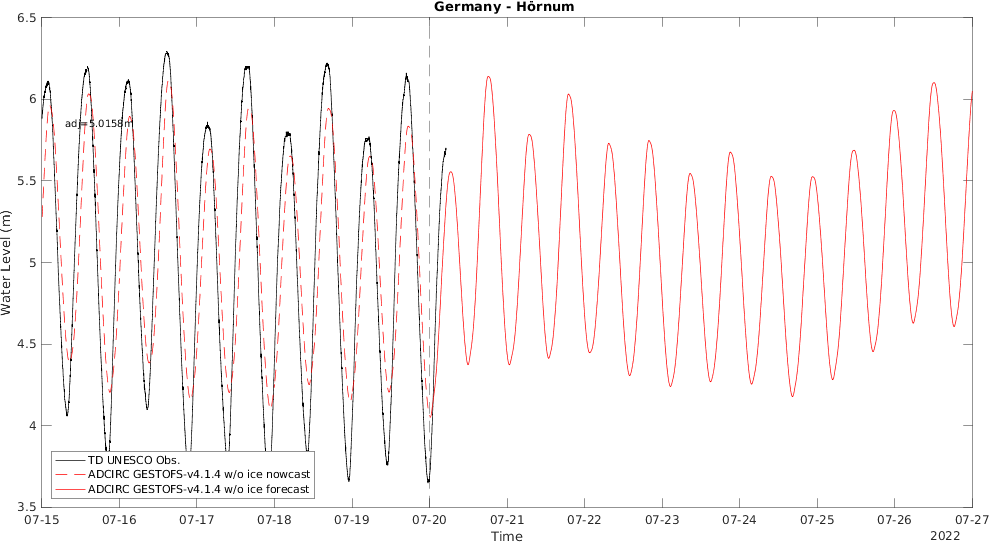 Germany - Hörnum
6.5
6
5.5
5
4.5
4
3.5
Water Level (m)
adj=5.0158m
TD UNESCO Obs.
ADCIRC GESTOFS-v4.1.4 w/o ice nowcast
ADCIRC GESTOFS-v4.1.4 w/o ice forecast
07-15 07-16 07-17 07-18 07-19 07-20 07-21 07-22 07-23 07-24 07-25 07-26 07-27
Time
2022